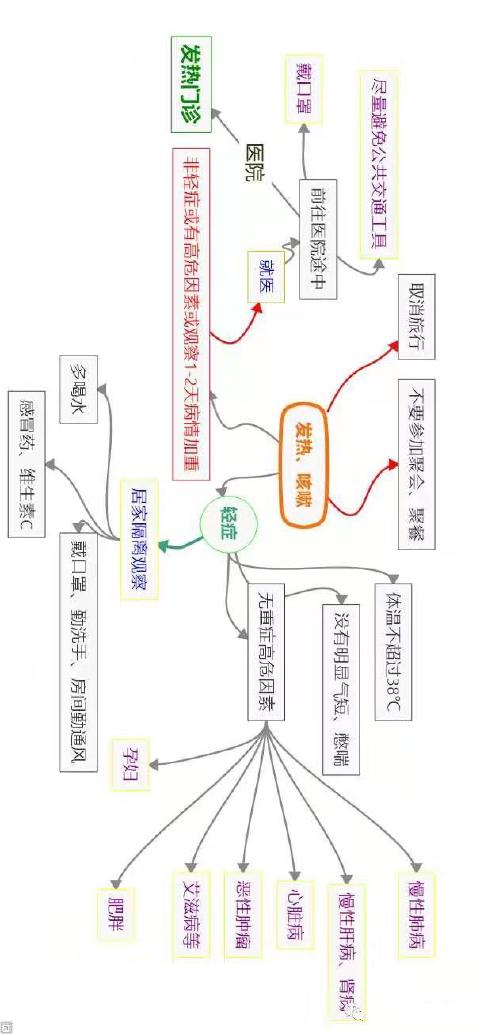 尽量避免公共交通工具
戴口罩
发热门诊
医院
前往医院途中
就医
非轻症或有高危因素或观察1-2天病情加重
取消旅行
不要参加聚会、聚餐
发热、咳嗽
轻症
居家隔离观察
多喝水
感冒药、维生素C
戴口罩、勤洗手、房间勤通风
体温不超过38℃
没有明显气短、憋喘
无重症高危因素
慢性肺病
慢性肝病、肾病
心脏病
恶性肿瘤
艾滋病等
肥胖
孕妇